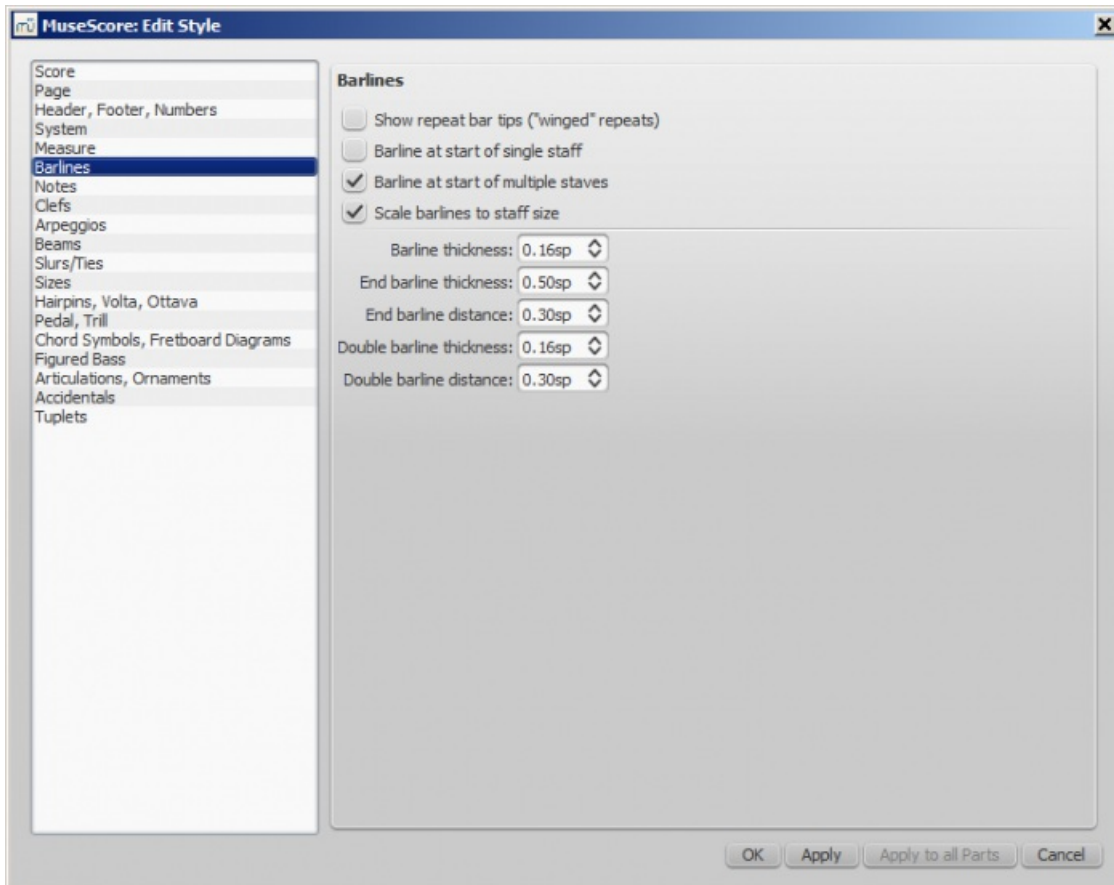 MuseScore: Edit Style
Score
Page
Header, Footer, Numbers
System
Measure
Barlines
Notes
Clefs
Arpeggios
Beams
Slurs/Ties
Sizes
Hairpins, Volta, Ottava
Pedal, Trill
Chord Symbols, Fretboard Diagrams
Figured Bass
Articulations, Ornaments
Accidentals
Tuplets
Barlines
Show repeat bar tips ("winged" repeats)
Barline at start of single staff
Barline at start of multiple staves
Scale barlines to staff size
Barline thickness: 0.16sp
End barline thickness: 0.50sp
End barline distance: 0.30sp
Double barline thickness: 0.16sp
Double barline distance: 0.30sp
OK Apply Apply to all Parts Cancel